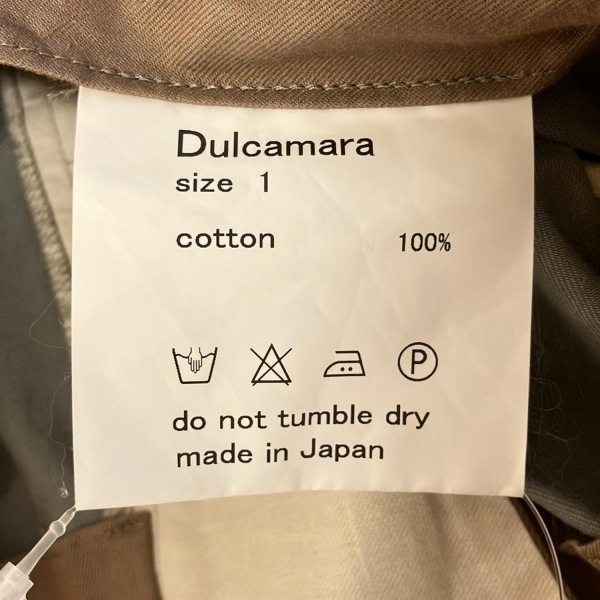 Dulcamara
size 1
cotton 100%
P
do not tumble dry
made in Japan